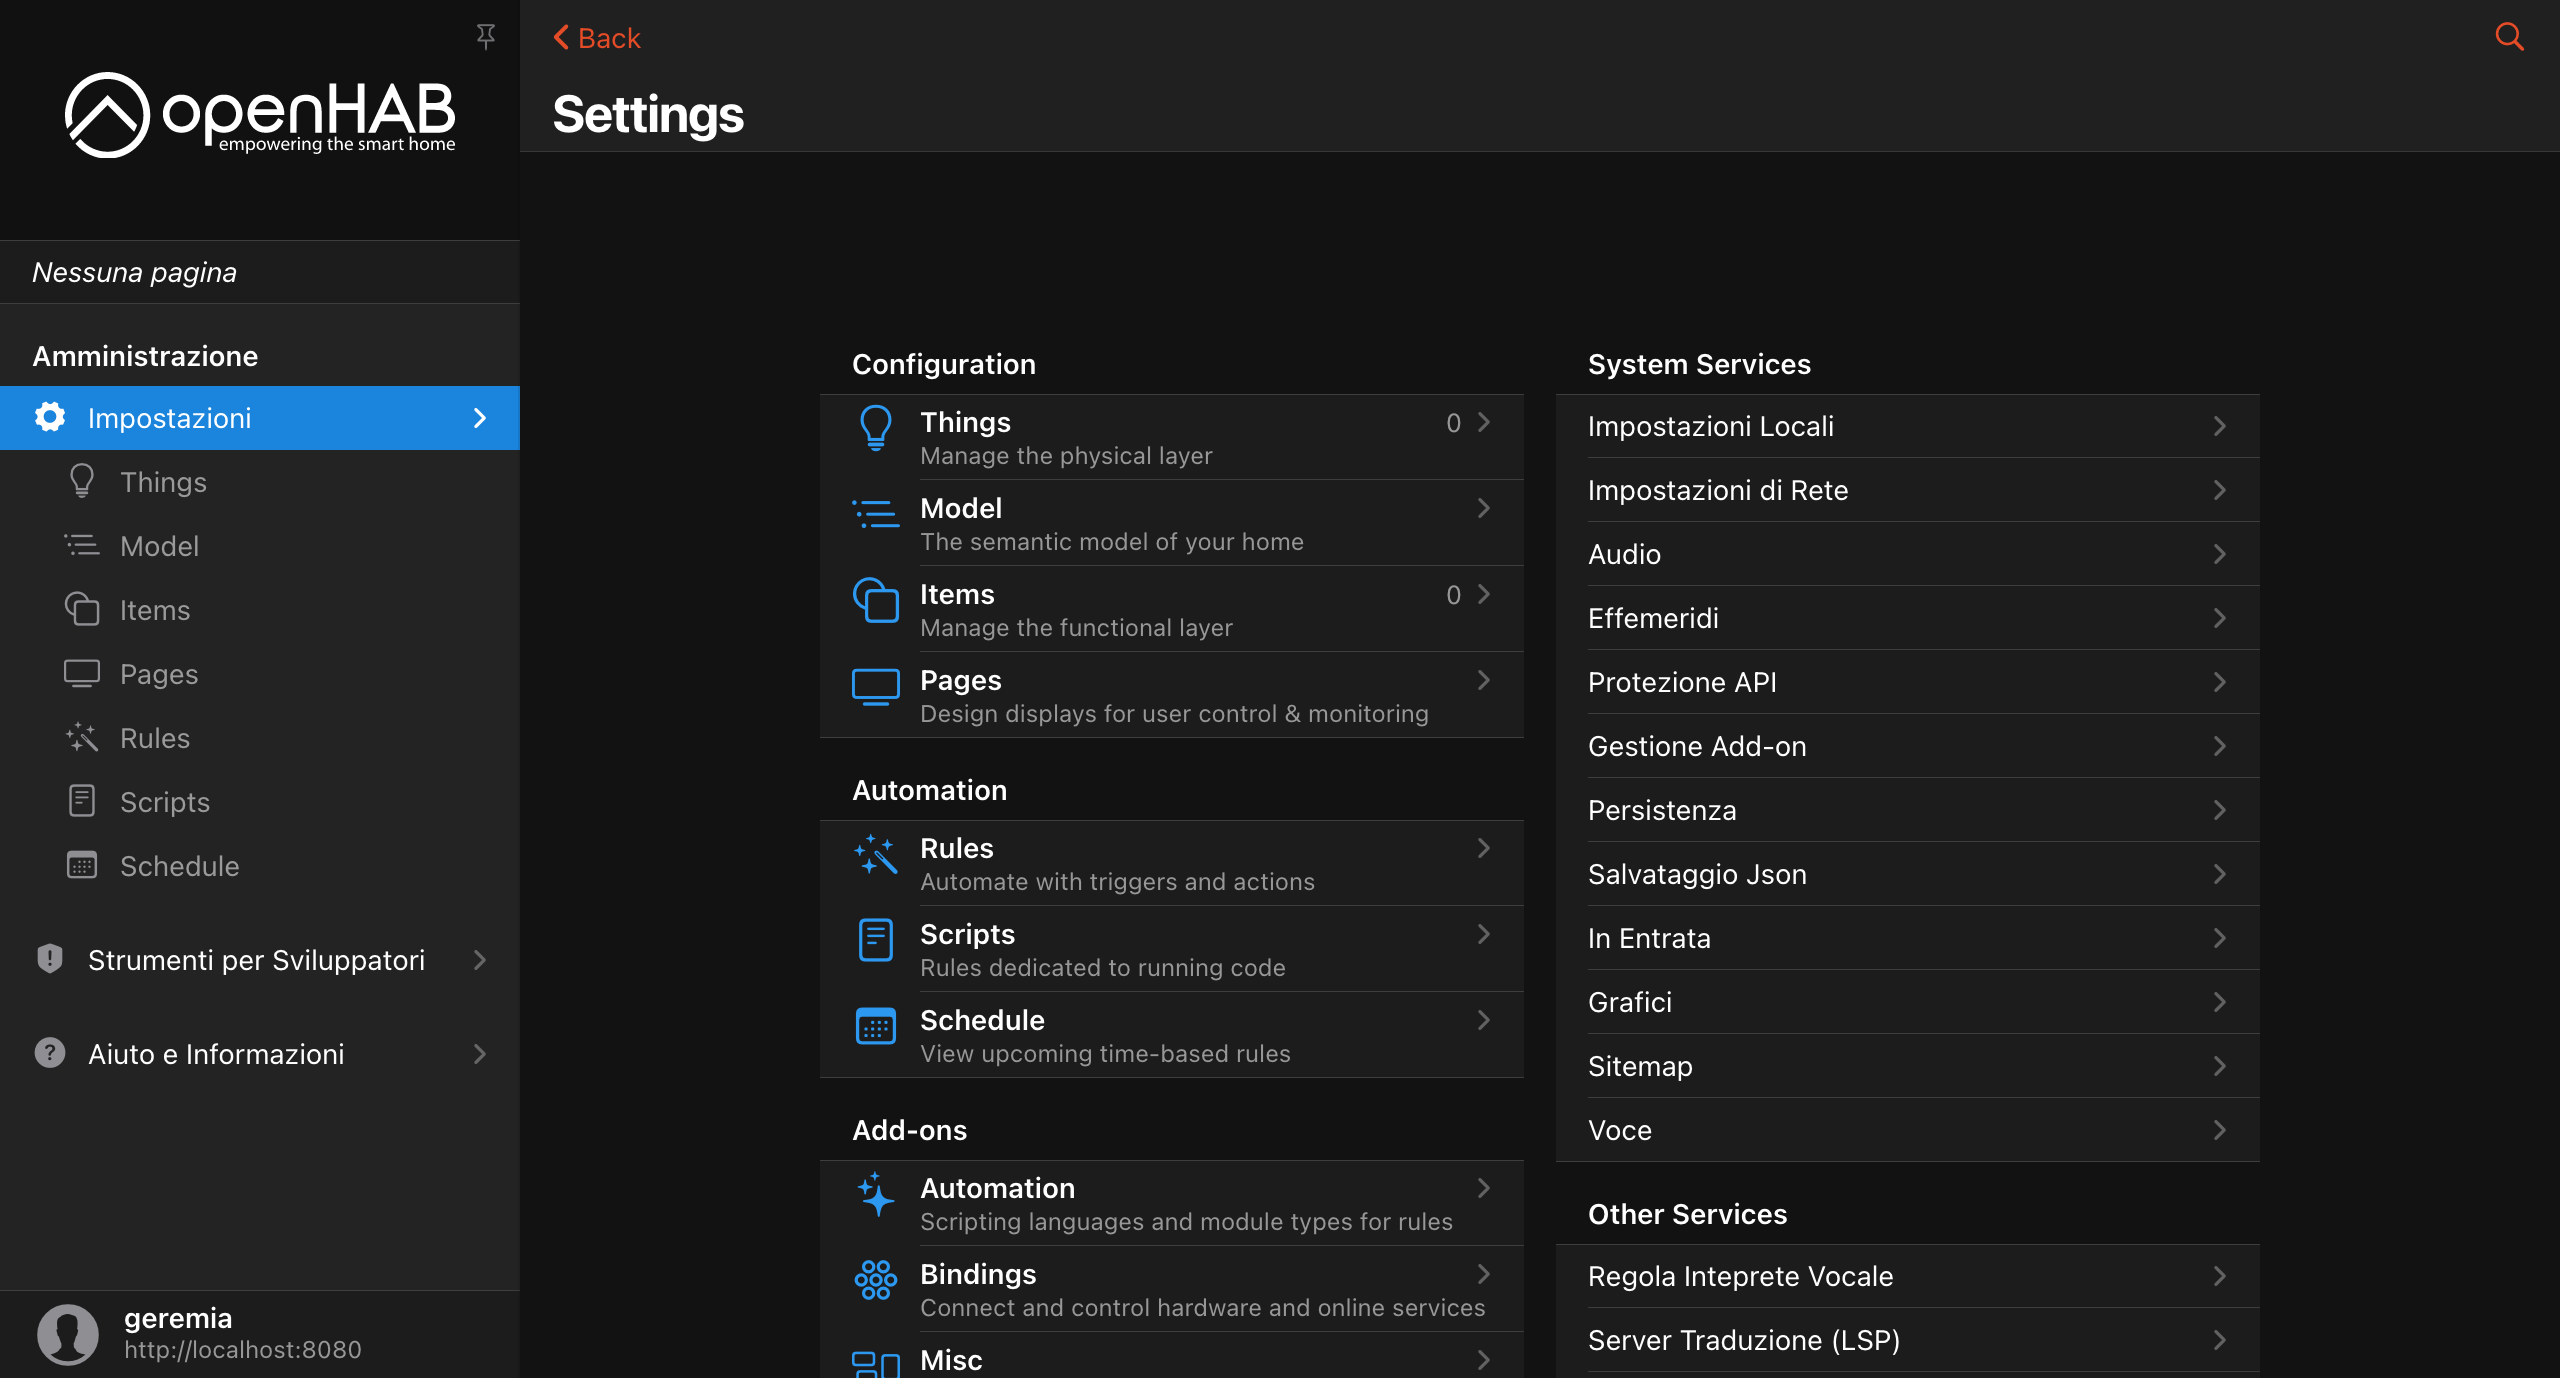 openHAB
empowering the smart home
Nessuna pagina
Amministrazione
Impostazioni
Things
Model
Items
Pages
Rules
Scripts
Schedule
Strumenti per Sviluppatori
Aiuto e Informazioni
geremia
http://localhost:8080
Back
Settings
Configuration
Things 0
Manage the physical layer
Model
The semantic model of your home
Items 0
Manage the functional layer
Pages
Design displays for user control & monitoring
Automation
Rules
Automate with triggers and actions
Scripts
Rules dedicated to running code
Schedule
View upcoming time-based rules
Add-ons
Automation
Scripting languages and module types for rules
Bindings
Connect and control hardware and online services
Misc
System Services
Impostazioni Locali
Impostazioni di Rete
Audio
Effemeridi
Protezione API
Gestione Add-on
Persistenza
Salvataggio Json
In Entrata
Grafici
Sitemap
Voce
Other Services
Regola Inteprete Vocale
Server Traduzione (LSP)